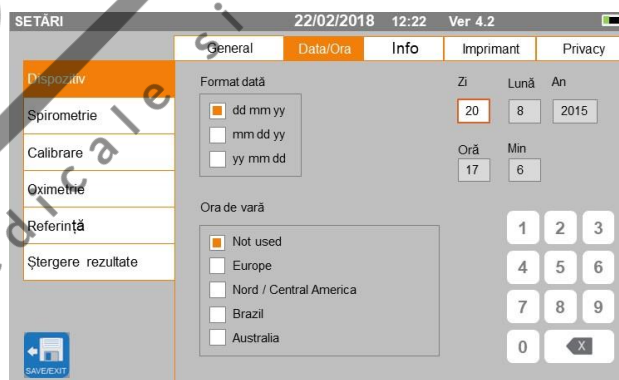 SETĂRI 22/02/2018 12:22 Ver 4.2
General Data/Ora Info Imprimant Privacy
Dispozitiv
Spirometrie
Calibrare
Oximetrie
Referință
Ștergere rezultate
SAVE/EXIT
Format dată
dd mm yy
mm dd yy
yy mm dd
Ora de vară
Not used
Europe
Nord / Central America
Brazil
Australia
Zi Lună An
20 8 2015
Oră Min
17 6
1 2 3
4 5 6
7 8 9
0 X
dicale și